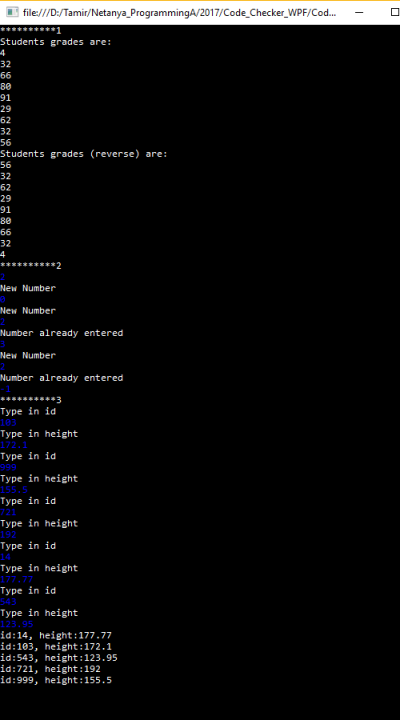 file:///D:/Tamir/Netanya_ProgrammingA/2017/Code_Checker_WPF/Cod...
**********1
Students grades are:
4
32
66
80
91
29
62
32
56
Students grades (reverse) are:
56
32
62
29
91
80
66
32
4
**********2
2
New Number
0
New Number
2
Number already entered
3
New Number
2
Number already entered
-1
**********3
Type in id
103
Type in height
172.1
Type in id
999
Type in height
155.5
Type in id
721
Type in height
192
Type in id
14
Type in height
177.77
Type in id
543
Type in height
123.95
id:14, height:177.77
id:103, height:172.1
id:543, height:123.95
id:721, height:192
id:999, height:155.5